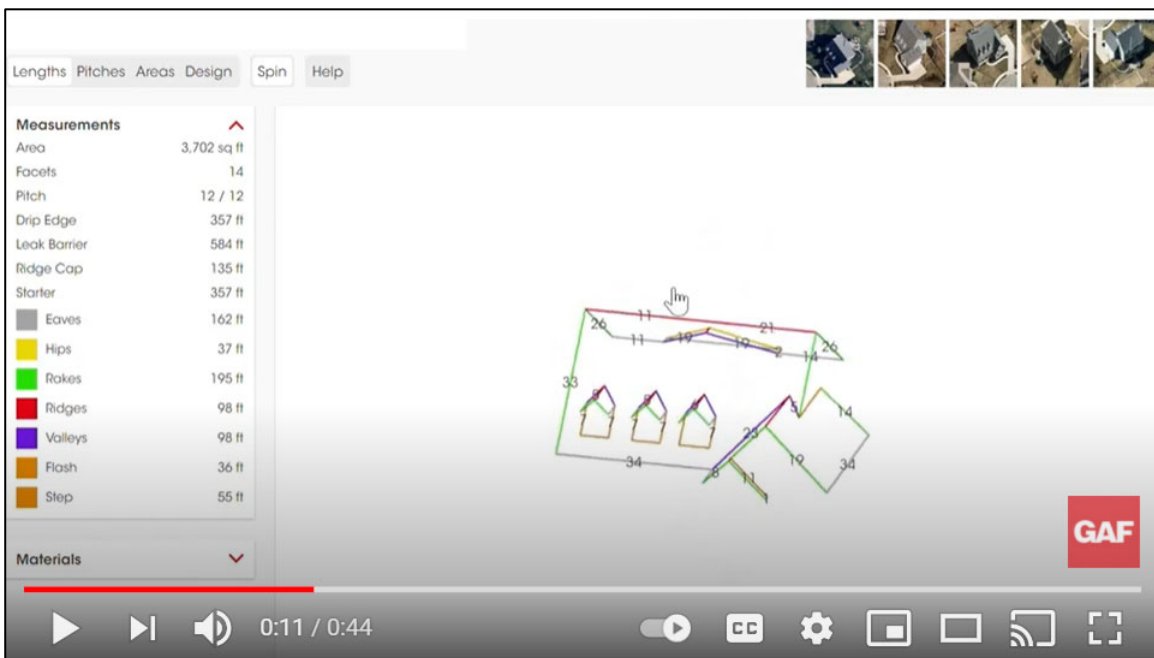 Lengths Pitches Areas Design Spin Help
Measurements
Area 3,702 sq ft
Facets 14
Pitch 12 / 12
Drip Edge 357 ft
Leak Barrier 584 ft
Ridge Cap 135 ft
Starter 357 ft
Eaves 162 ft
Hips 37 ft
Rakes 195 ft
Ridges 98 ft
Valleys 98 ft
Flash 36 ft
Step 55 ft
Materials
11
21
26
11 19 19 2 14 26
33
5 14
34 23 19 34
8 11
GAF
0:11 / 0:44
CC